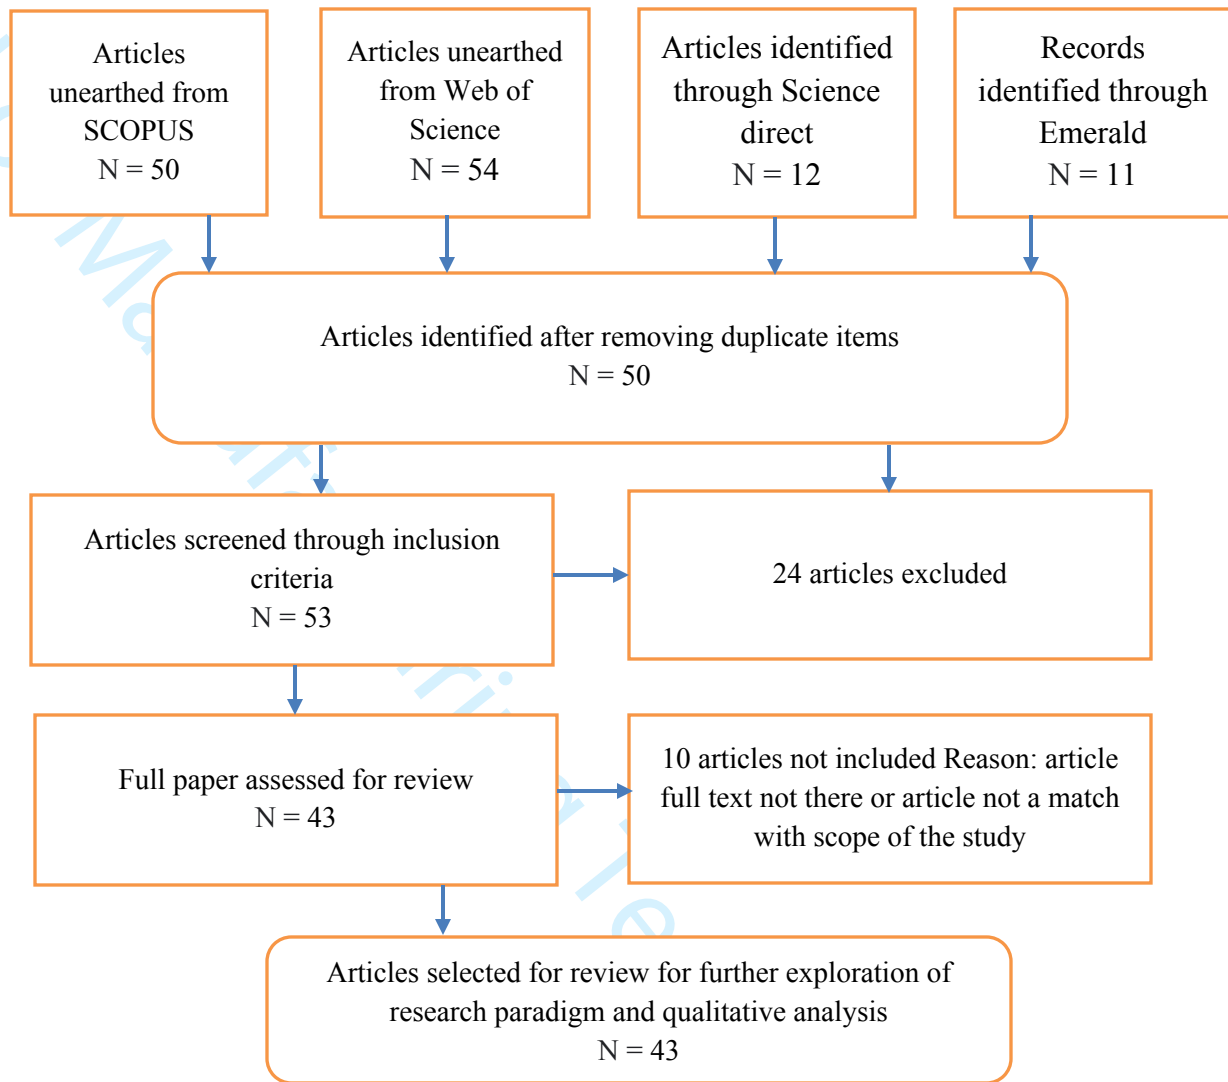 Articles
unearthed from
SCOPUS
N = 50
Articles unearthed
from Web of
Science
N = 54
Articles identified
through Science
direct
N = 12
Records
identified through
Emerald
N = 11
Articles identified after removing duplicate items
N = 50
Articles screened through inclusion
criteria
N = 53
24 articles excluded
Full paper assessed for review
N = 43
10 articles not included Reason: article
full text not there or article not a match
with scope of the study
Articles selected for review for further exploration of
research paradigm and qualitative analysis
N = 43